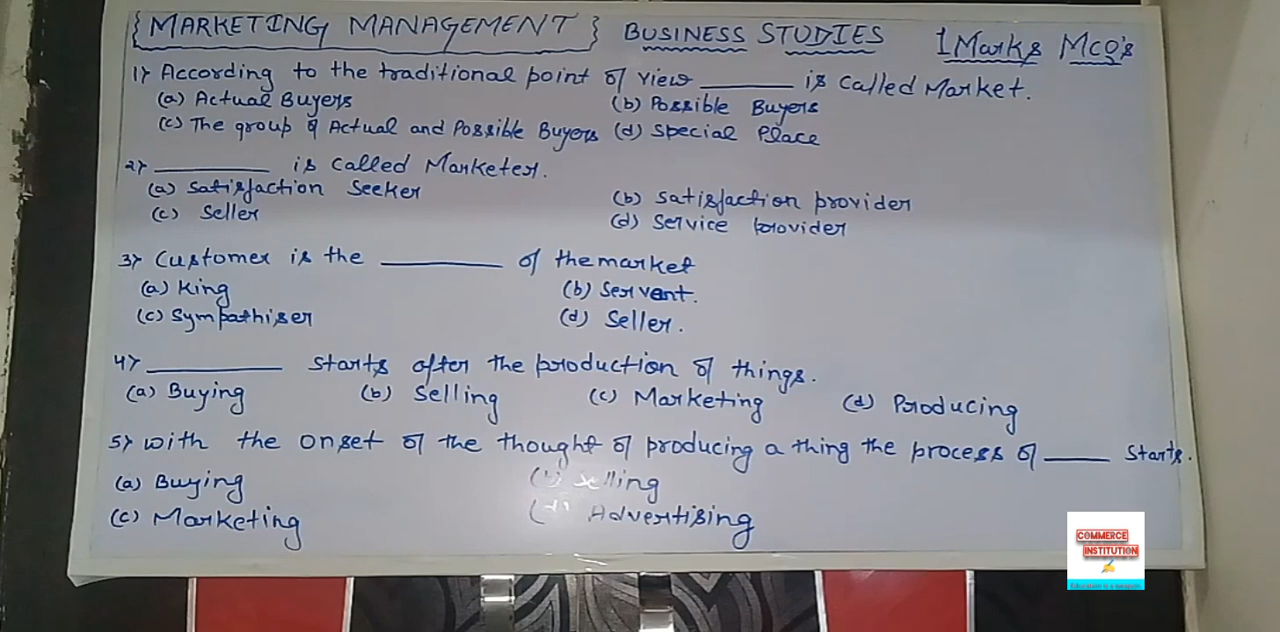 {MARKETING MANAGEMENT} BUSINESS STUDIES 1 Marks MCQ's
1) According to the traditional point of view ______ is called Market.
(a) Actual Buyers (b) Possible Buyers
(c) The group of Actual and Possible Buyers (d) Special Place
2) ______ is called Marketer.
(a) Satisfaction Seeker (b) Satisfaction provider
(c) Seller (d) Service provider
3) Customer is the ______ of the market
(a) King (b) Servant.
(c) Sympathiser (d) Seller.
4) ______ starts after the production of things.
(a) Buying (b) Selling (c) Marketing (d) Producing
5) With the onset of the thought of producing a thing the process of ____ starts.
(a) Buying (b) Selling
(c) Marketing (d) Advertising
COMMERCE
INSTITUTION